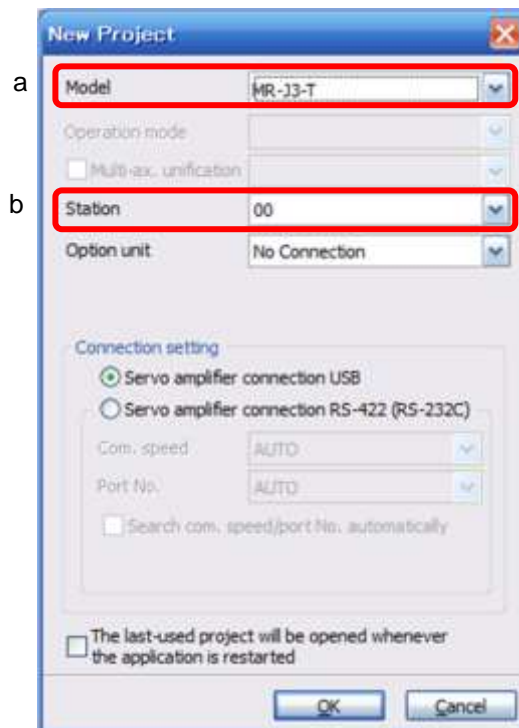 New Project
a
Model MR-J3-T
Operation mode
Multi-ax. unification
b
Station 00
Option unit No Connection
Connection setting
Servo amplifier connection USB
Servo amplifier connection RS-422 (RS-232C)
Com. speed AUTO
Port No. AUTO
Search com. speed/port No. automatically
The last-used project will be opened whenever
the application is restarted
OK Cancel